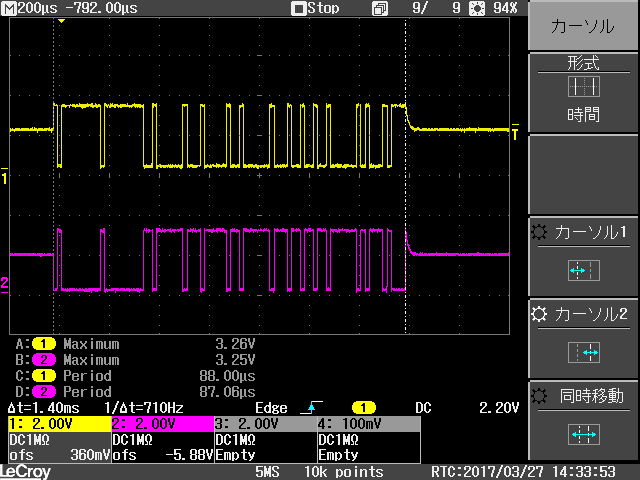 M 200µs -792.00µs Stop 9/ 9 94%
カーソル
形式
時間
T
1
カーソル1
2
カーソル2
A: 1 Maximum 3.26V
B: 2 Maximum 3.25V
C: 1 Period 88.00µs
D: 2 Period 87.06µs
同時移動
Δt=1.40ms 1/Δt=710Hz Edge 1 DC 2.20V
1: 2.00V 2: 2.00V 3: 2.00V 4: 100mV
DC1MΩ DC1MΩ DC1MΩ DC1MΩ
ofs 360mV ofs -5.88V Empty Empty
LeCroy 5MS 10k points RTC:2017/03/27 14:33:53